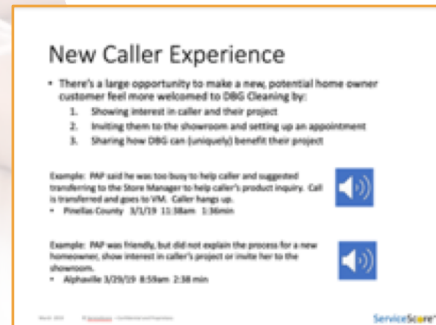 New Caller Experience
• There's a large opportunity to make a new, potential home owner
customer feel more welcomed to DBG Cleaning by:
1. Showing interest in caller and their project
2. Inviting them to the showroom and setting up an appointment
3. Sharing how DBG can (uniquely) benefit their project
Example: PAP said he was too busy to help caller and suggested
transferring to the Store Manager to help caller's product inquiry. Call
is transferred and goes to VM. Caller hangs up.
• Pinellas County 3/1/19 11:38am 1:36min
Example: PAP was friendly, but did not explain the process for a new
homeowner, show interest in caller's project or invite her to the
showroom.
• Alphaville 3/29/19 8:59am 2:38 min
ServiceScore